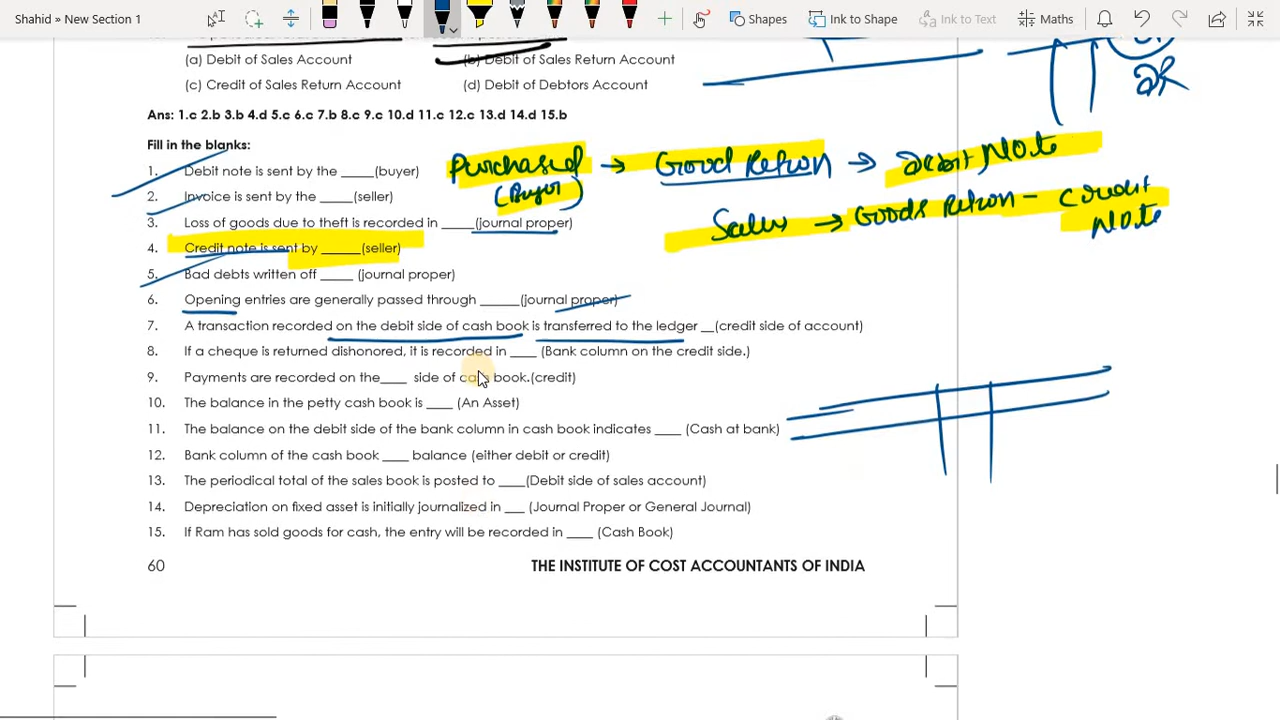 Shahid » New Section 1
Shapes
Ink to Shape
Ink to Text
Maths
(a) Debit of Sales Account
(b) Debit of Sales Return Account
(c) Credit of Sales Return Account
(d) Debit of Debtors Account
Ans: 1.c 2.b 3.b 4.d 5.c 6.c 7.b 8.c 9.c 10.d 11.c 12.c 13.d 14.d 15.b
Fill in the blanks:
1. Debit note is sent by the _____(buyer)
Purchased → Good Retron → Debit Note
(Buyer)
2. Invoice is sent by the _____(seller)
Sales → Goods Retron - Credit
Note
3. Loss of goods due to theft is recorded in _____(journal proper)
4. Credit note is sent by ______(seller)
5. Bad debts written off _____ (journal proper)
6. Opening entries are generally passed through ______(journal proper)
7. A transaction recorded on the debit side of cash book is transferred to the ledger __(credit side of account)
8. If a cheque is returned dishonored, it is recorded in ____ (Bank column on the credit side.)
9. Payments are recorded on the____ side of cash book.(credit)
10. The balance in the petty cash book is ____ (An Asset)
11. The balance on the debit side of the bank column in cash book indicates ____ (Cash at bank)
12. Bank column of the cash book ____ balance (either debit or credit)
13. The periodical total of the sales book is posted to ____(Debit side of sales account)
14. Depreciation on fixed asset is initially journalized in ___ (Journal Proper or General Journal)
15. If Ram has sold goods for cash, the entry will be recorded in ____ (Cash Book)
60
THE INSTITUTE OF COST ACCOUNTANTS OF INDIA